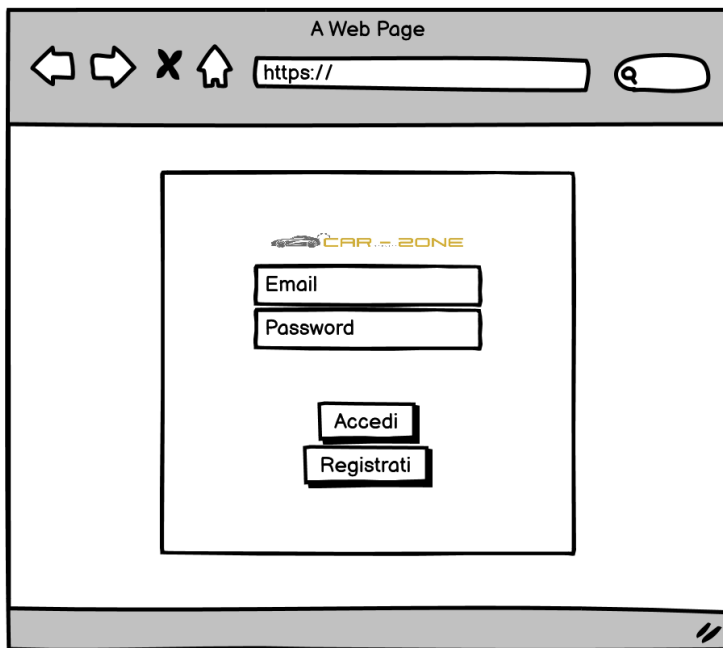 A Web Page
https://
CAR - ZONE
Email
Password
Accedi
Registrati